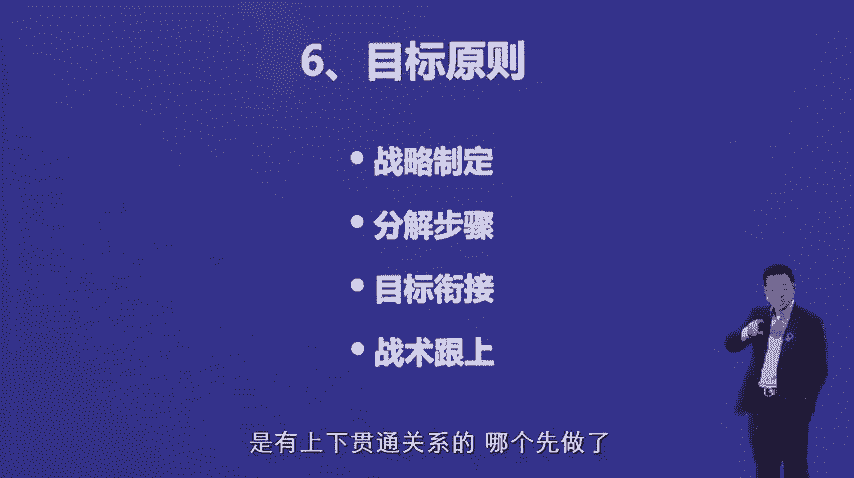 6、目标原则
• 战略制定
• 分解步骤
• 目标衔接
• 战术跟上
是有上下贯通关系的 哪个先做了